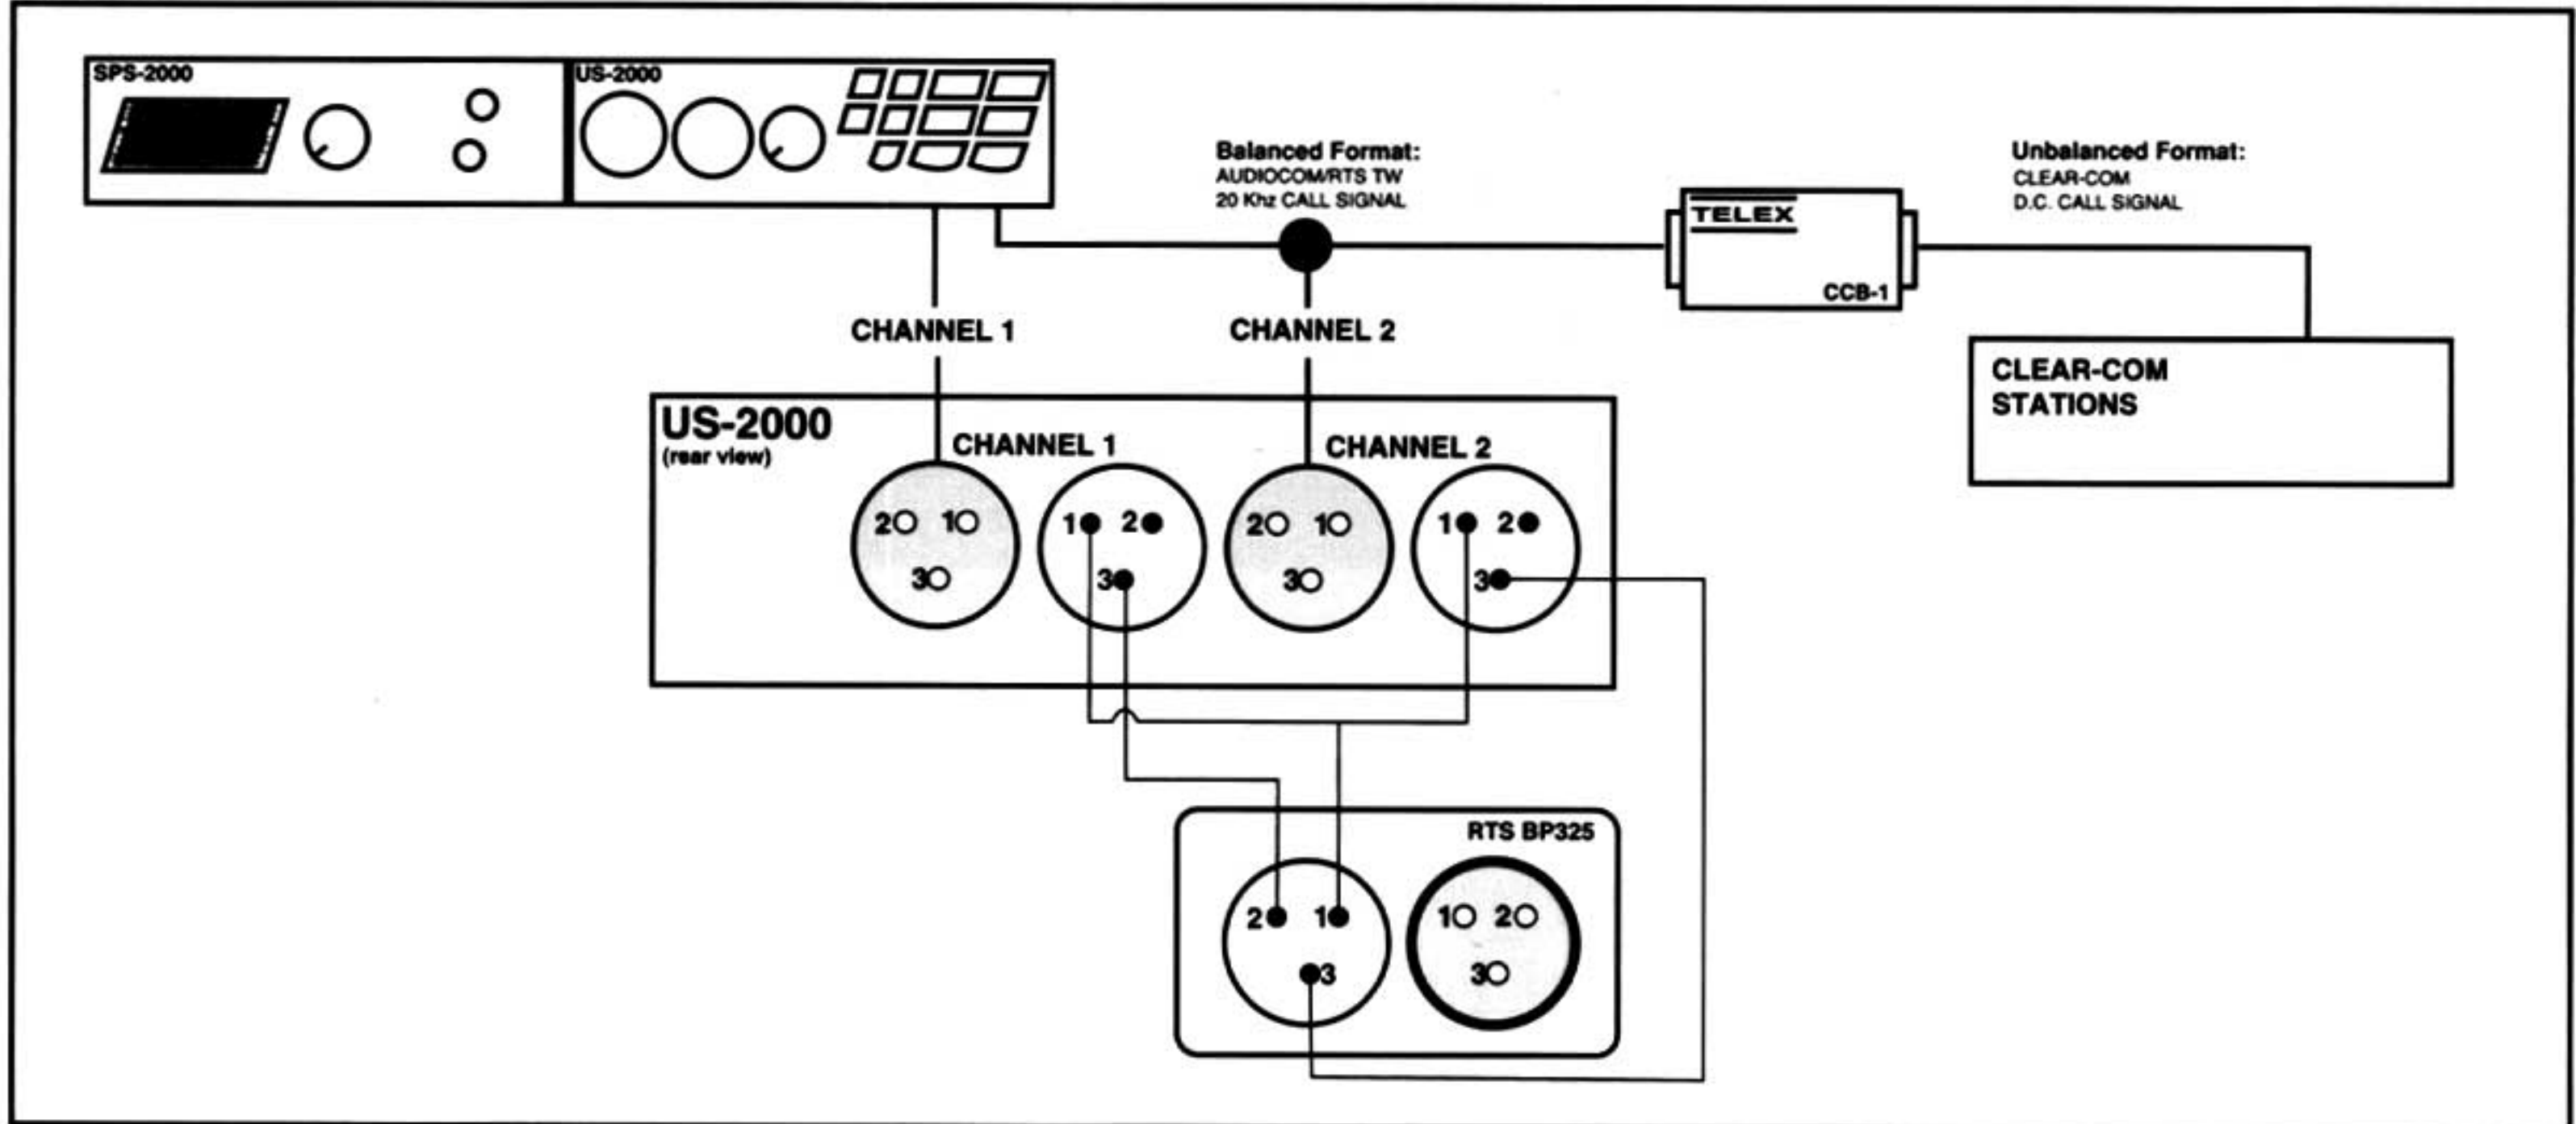 SPS-2000
US-2000
Balanced Format:
AUDIOCOM/RTS TW
20 Khz CALL SIGNAL
Unbalanced Format:
CLEAR-COM
D.C. CALL SIGNAL
TELEX
CCB-1
CHANNEL 1
CHANNEL 2
CLEAR-COM
STATIONS
US-2000
(rear view)
CHANNEL 1
CHANNEL 2
2 1
3
1 2
3
2 1
3
1 2
3
RTS BP325
2 1
3
1 2
3